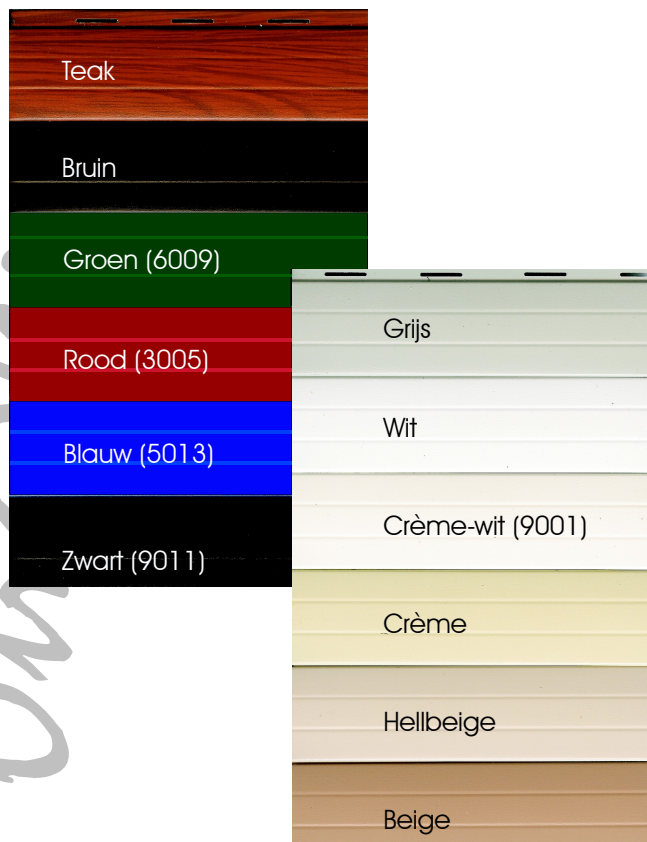 Teak
Bruin
Groen (6009)
Rood (3005)
Blauw (5013)
Zwart (9011)
Grijs
Wit
Crème-wit (9001)
Crème
Hellbeige
Beige